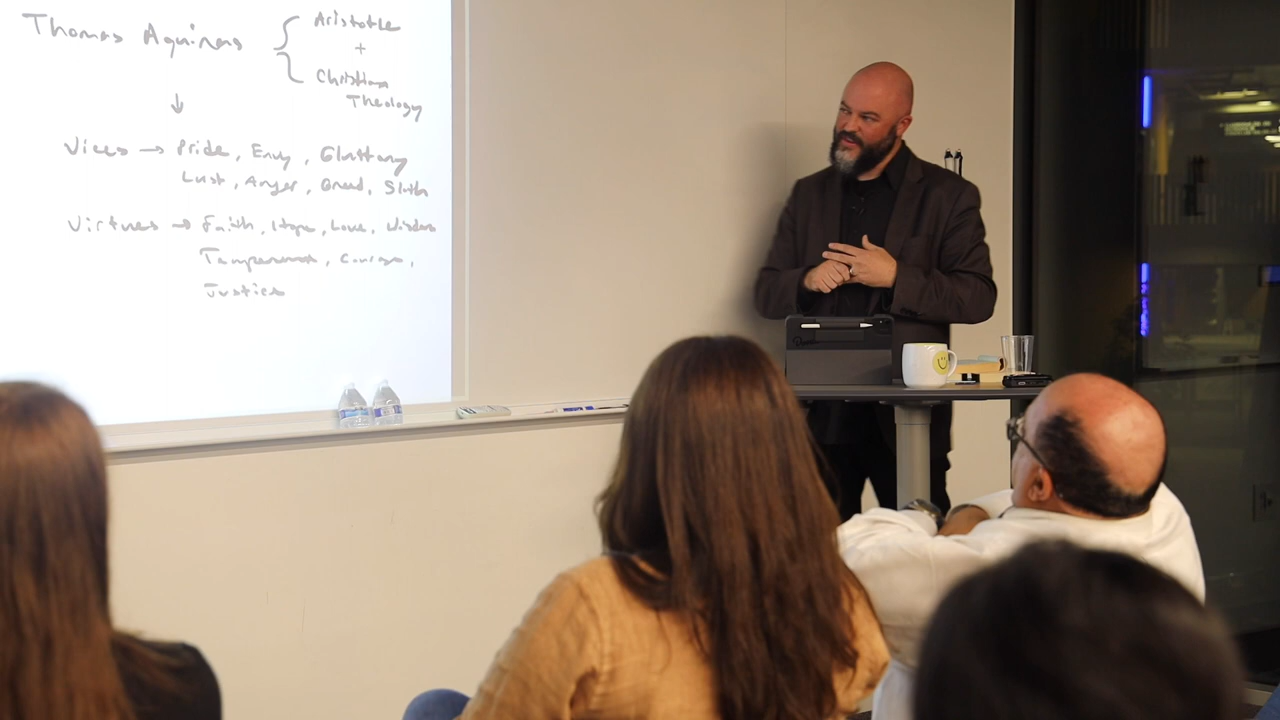 Thomas Aquinas { Aristotle
+
Christian
Theology
↓
Vices → Pride, Envy, Gluttony
Lust, Anger, Greed, Sloth
Virtues → Faith, Hope, Love, Wisdom
Temperance, Courage,
Justice